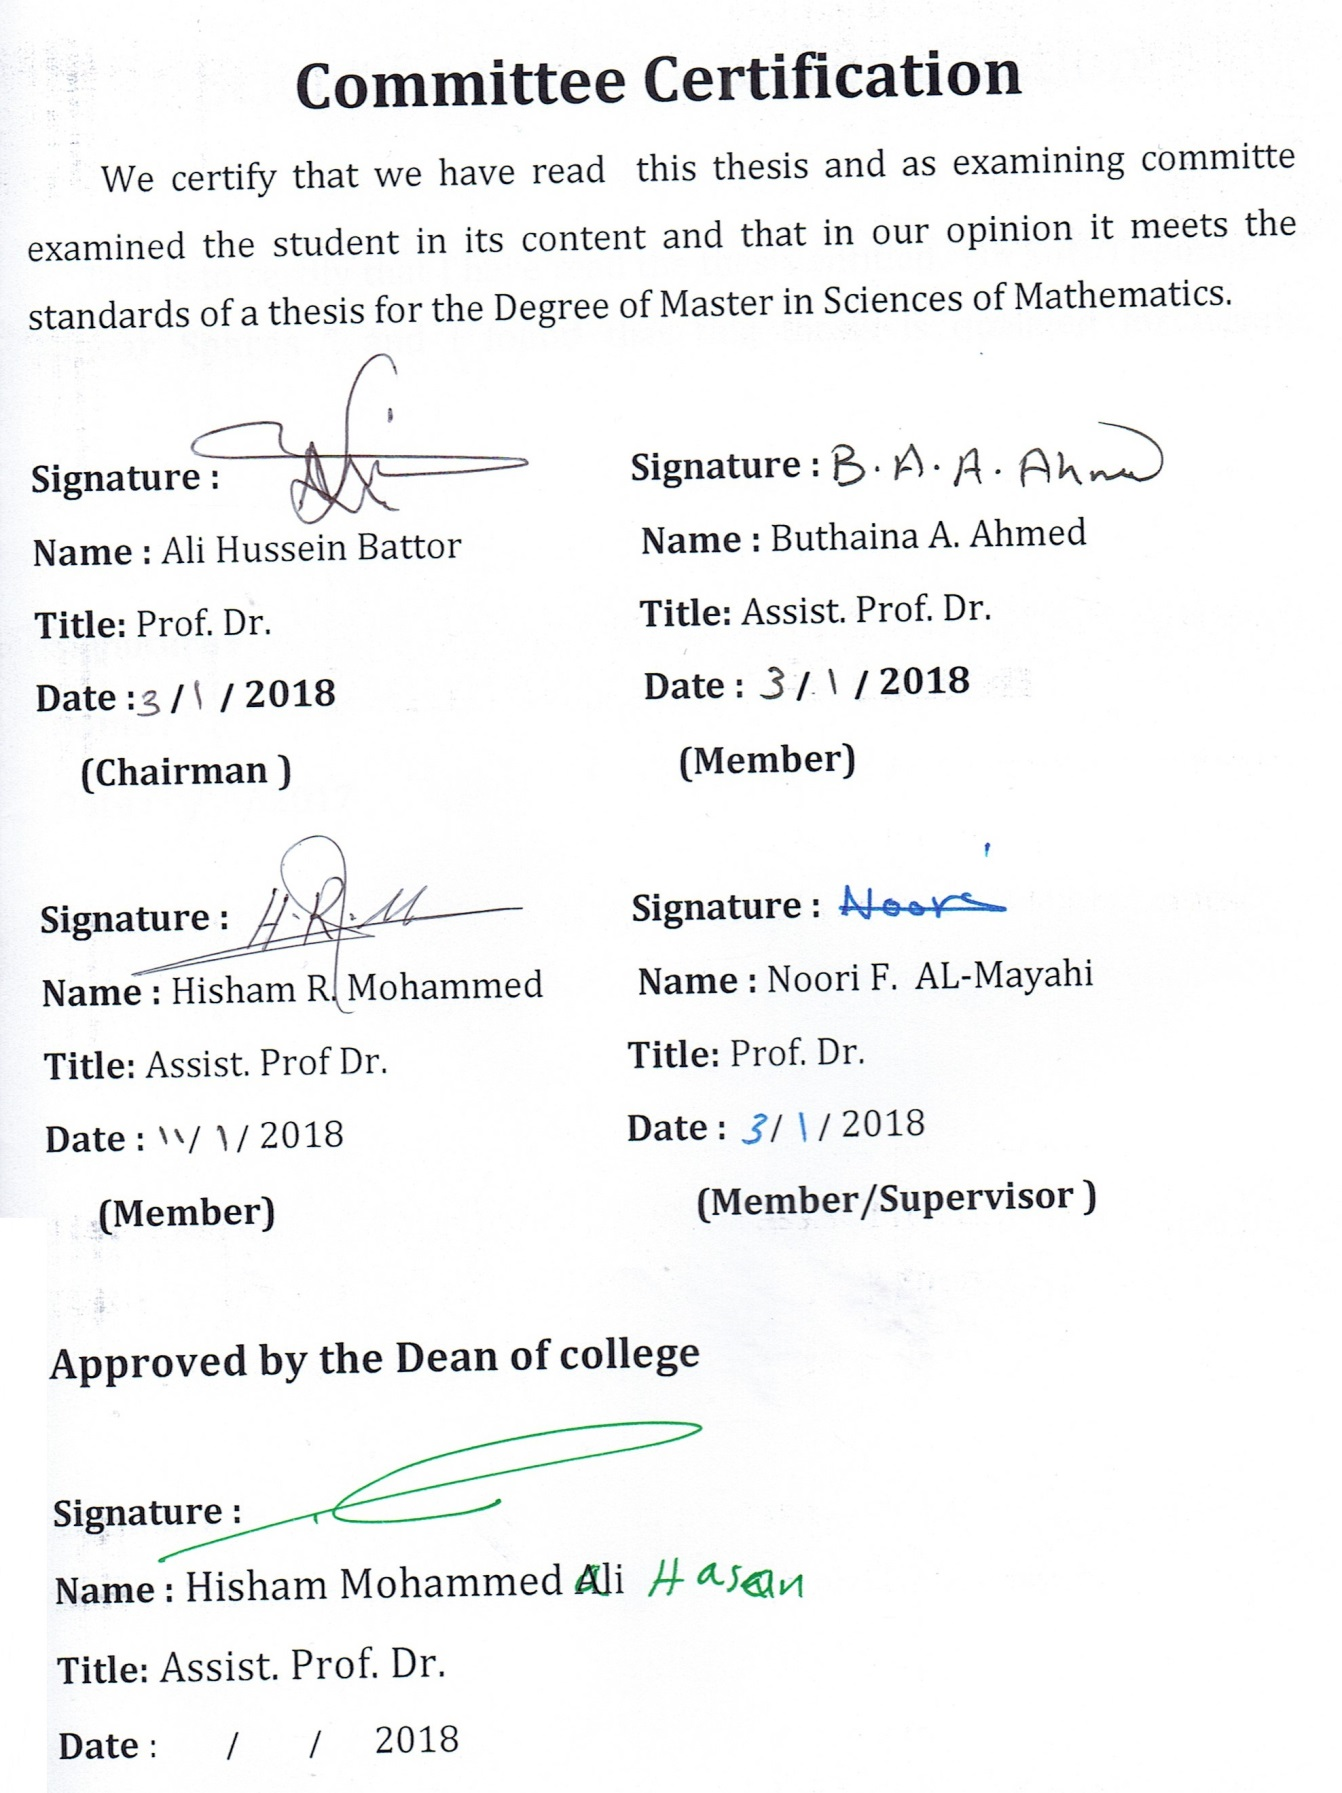 Committee Certification
We certify that we have read this thesis and as examining committe
examined the student in its content and that in our opinion it meets the
standards of a thesis for the Degree of Master in Sciences of Mathematics.
Signature :
Name : Ali Hussein Battor
Title: Prof. Dr.
Date : 3 / 1 / 2018
(Chairman )
Signature : B. A. A. Ahmed
Name : Buthaina A. Ahmed
Title: Assist. Prof. Dr.
Date : 3 / 1 / 2018
(Member)
Signature : H.R.M
Name : Hisham R. Mohammed
Title: Assist. Prof Dr.
Date : / 1 / 2018
(Member)
Signature : Noori
Name : Noori F. AL-Mayahi
Title: Prof. Dr.
Date : 3 / 1 / 2018
(Member/Supervisor )
Approved by the Dean of college
Signature :
Name : Hisham Mohammed Ali Hasan
Title: Assist. Prof. Dr.
Date : / / 2018